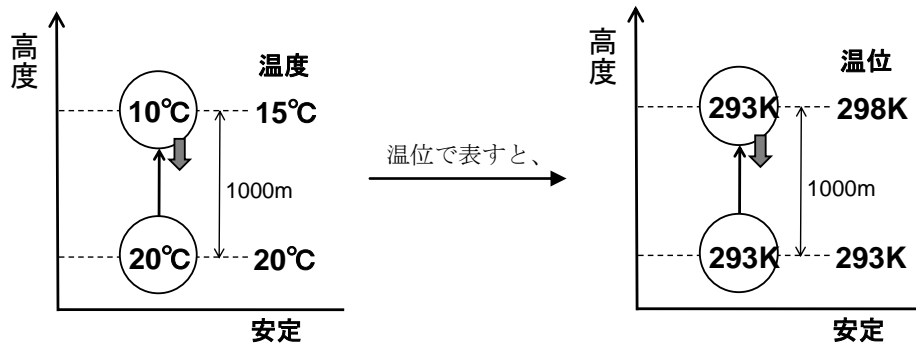 高度
温度
10℃
15℃
1000m
20℃
20℃
安定
温位で表すと、
高度
温位
293K
298K
1000m
293K
293K
安定